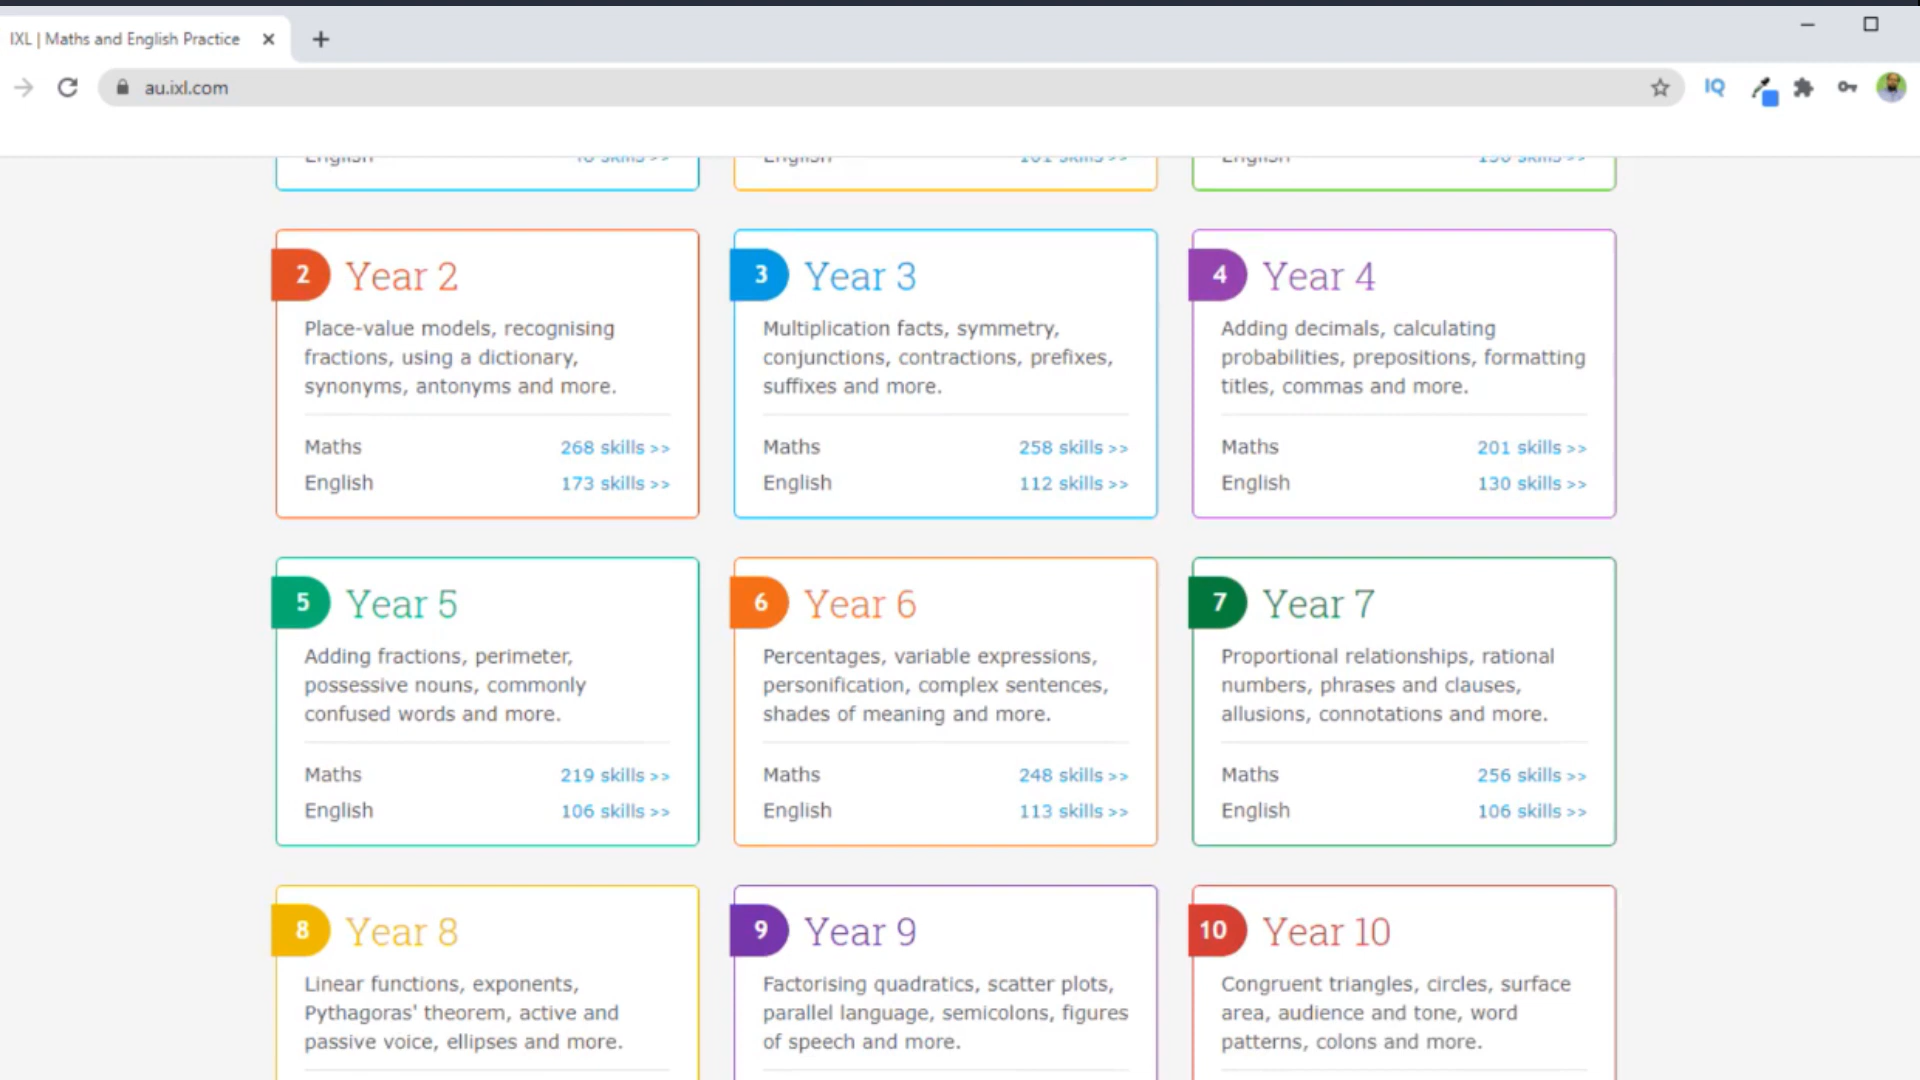 IXL | Maths and English Practice
au.ixl.com
IQ
English 101 skills >>
English
2 Year 2
Place-value models, recognising
fractions, using a dictionary,
synonyms, antonyms and more.
Maths 268 skills >>
English 173 skills >>
3 Year 3
Multiplication facts, symmetry,
conjunctions, contractions, prefixes,
suffixes and more.
Maths 258 skills >>
English 112 skills >>
4 Year 4
Adding decimals, calculating
probabilities, prepositions, formatting
titles, commas and more.
Maths 201 skills >>
English 130 skills >>
5 Year 5
Adding fractions, perimeter,
possessive nouns, commonly
confused words and more.
Maths 219 skills >>
English 106 skills >>
6 Year 6
Percentages, variable expressions,
personification, complex sentences,
shades of meaning and more.
Maths 248 skills >>
English 113 skills >>
7 Year 7
Proportional relationships, rational
numbers, phrases and clauses,
allusions, connotations and more.
Maths 256 skills >>
English 106 skills >>
8 Year 8
Linear functions, exponents,
Pythagoras' theorem, active and
passive voice, ellipses and more.
9 Year 9
Factorising quadratics, scatter plots,
parallel language, semicolons, figures
of speech and more.
10 Year 10
Congruent triangles, circles, surface
area, audience and tone, word
patterns, colons and more.